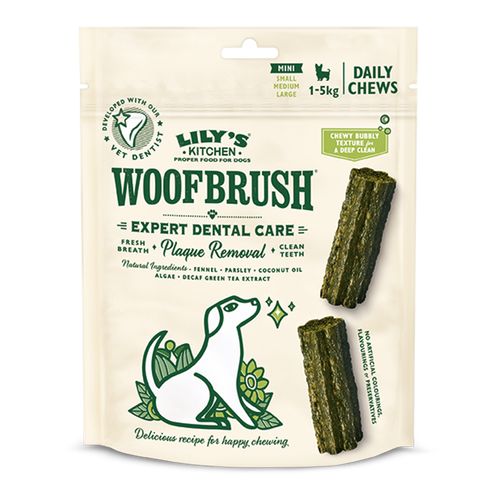 MINI
SMALL
MEDIUM
LARGE
1-5kg
DAILY
CHEWS
DEVELOPED WITH OUR
VET DENTIST
LILY'S
KITCHEN
PROPER FOOD FOR DOGS
CHEWY BUBBLY
TEXTURE for
A DEEP CLEAN
WOOFBRUSH
EXPERT DENTAL CARE
FRESH
BREATH
Plaque Removal
CLEAN
TEETH
Natural Ingredients - FENNEL • PARSLEY • COCONUT OIL
ALGAE • DECAF GREEN TEA EXTRACT
NO ARTIFICIAL COLOURINGS,
FLAVOURINGS or PRESERVATIVES
Delicious recipe for happy chewing.